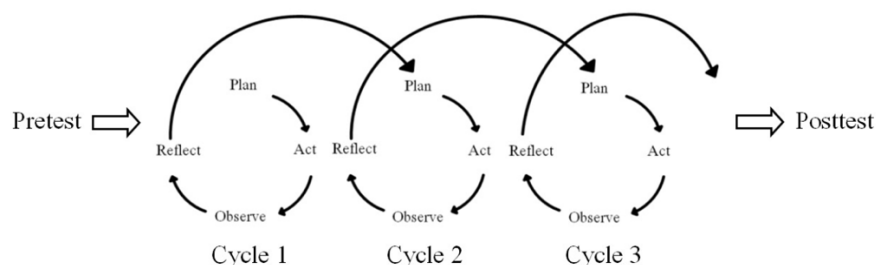 Plan Plan Plan
Pretest Posttest
Reflect Act Reflect Act Reflect Act
Observe Observe Observe
Cycle 1 Cycle 2 Cycle 3